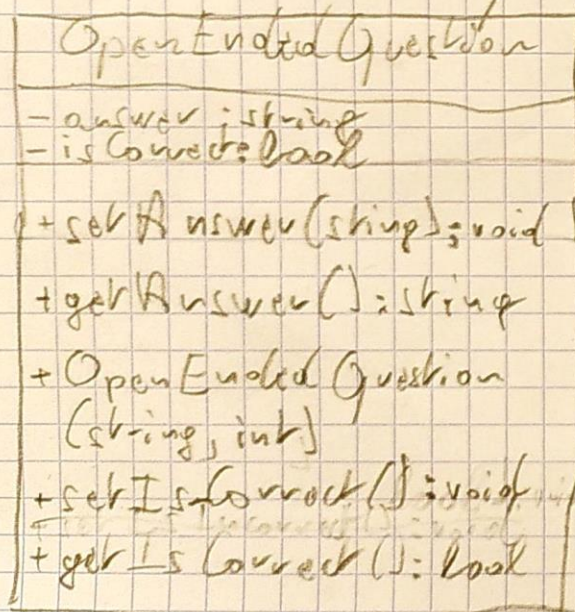 OpenEndedQuestion
- answer : string
- isCorrect : bool
+ setAnswer(string) : void
+ getAnswer() : string
+ OpenEndedQuestion
(string, int)
+ setIsCorrect() : void
+ getIsCorrect() : bool